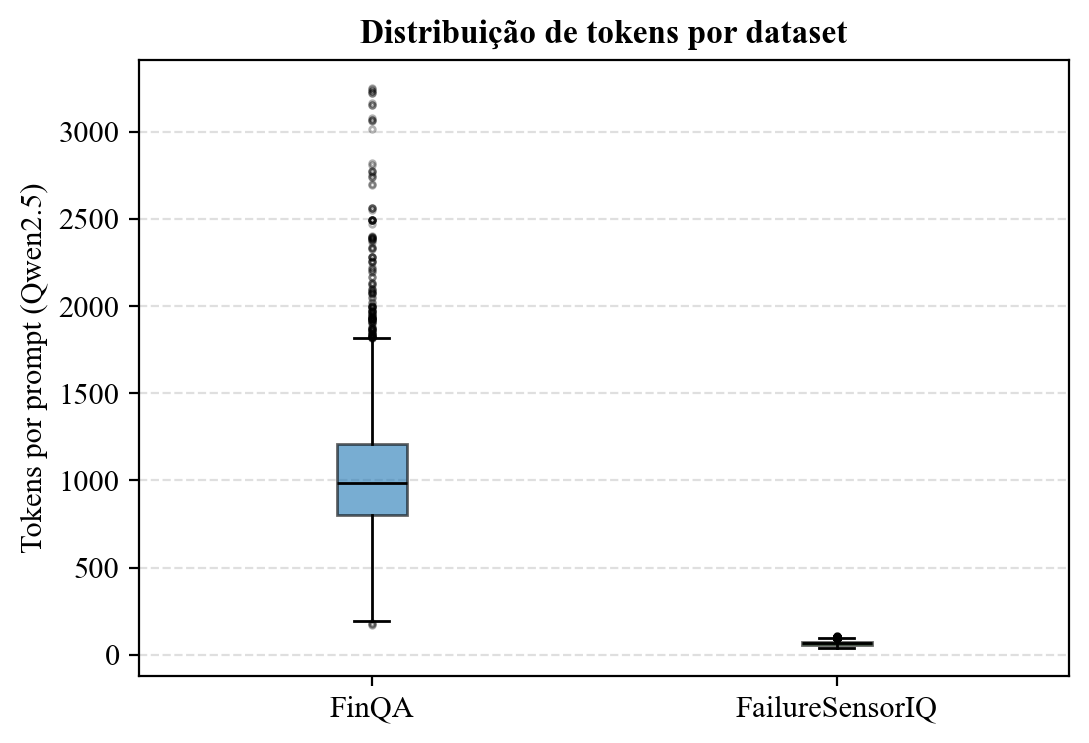 Distribuição de tokens por dataset
Tokens por prompt (Qwen2.5)
3000
2500
2000
1500
1000
500
0
FinQA
FailureSensorIQ